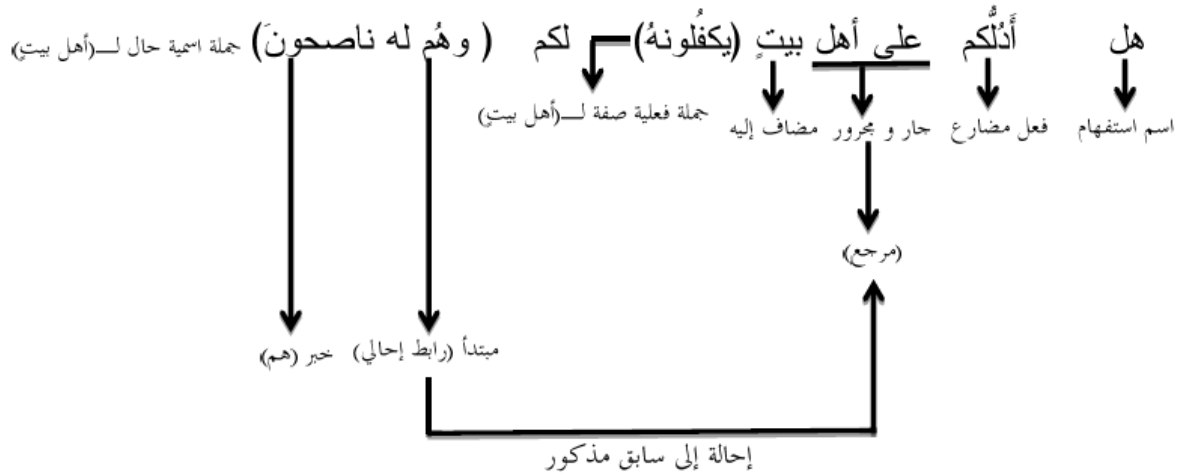 هل أَدُلُّكم على أهل بيتٍ (يكفُلونهُ) لكم ( وهُم له ناصحونَ) جملة اسمية حال لــ(أهل بيتٍ)
جملة فعلية صفة لــ(أهل بيتٍ)
اسم استفهام فعل مضارع جار و مجرور مضاف إليه
(مرجع)
مبتدأ (رابط إحالي) خبر (هم)
إحالة إلى سابق مذكور